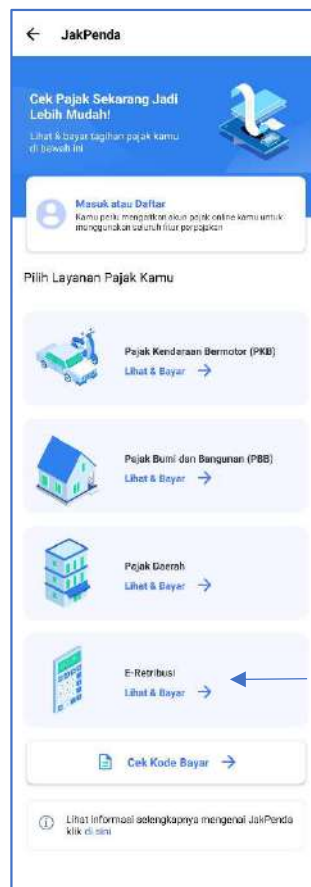 JakPenda
Cek Pajak Sekarang Jadi
Lebih Mudah!
Lihat & bayar tagihan pajak kamu
di bawah ini
Masuk atau Daftar
Kamu perlu mengaitkan akun pajak online kamu untuk
menggunakan seluruh fitur perpajakan
Pilih Layanan Pajak Kamu
Pajak Kendaraan Bermotor (PKB)
Lihat & Bayar →
Pajak Bumi dan Bangunan (PBB)
Lihat & Bayar →
Pajak Daerah
Lihat & Bayar →
E-Retribusi
Lihat & Bayar →
Cek Kode Bayar →
Lihat informasi selengkapnya mengenai JakPenda
klik di sini